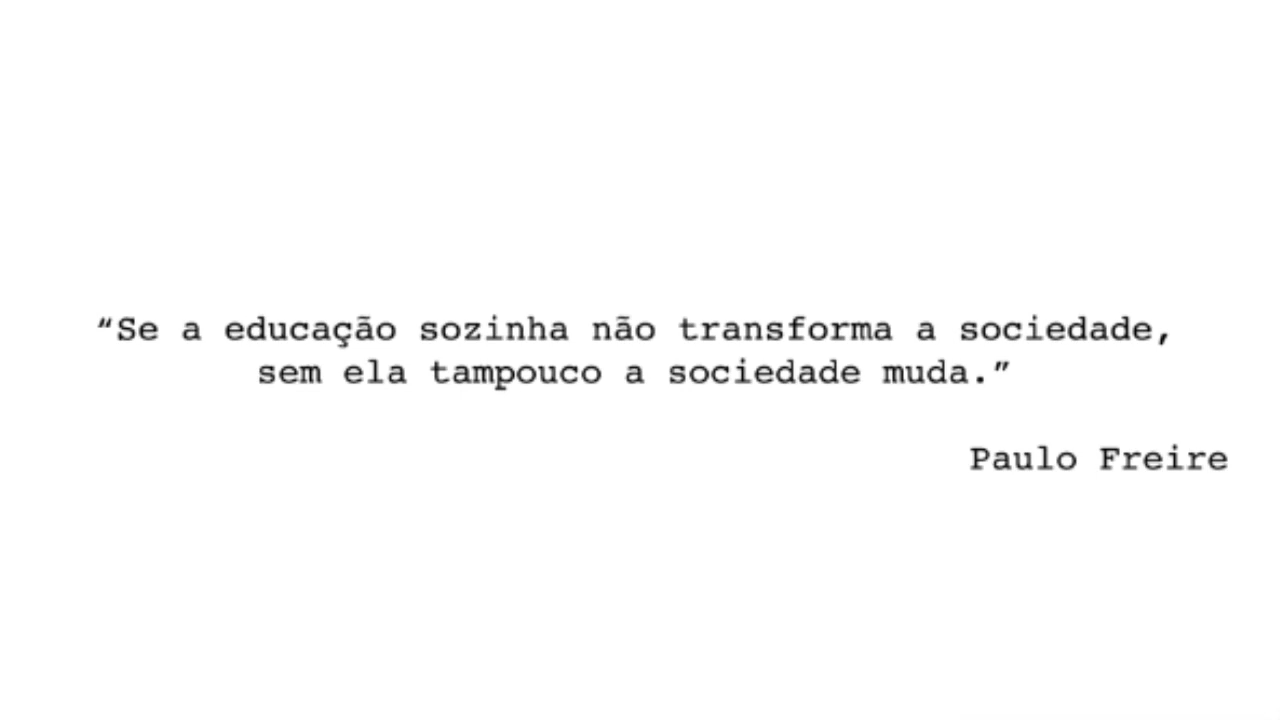 “Se a educação sozinha não transforma a sociedade,
sem ela tampouco a sociedade muda.”
Paulo Freire